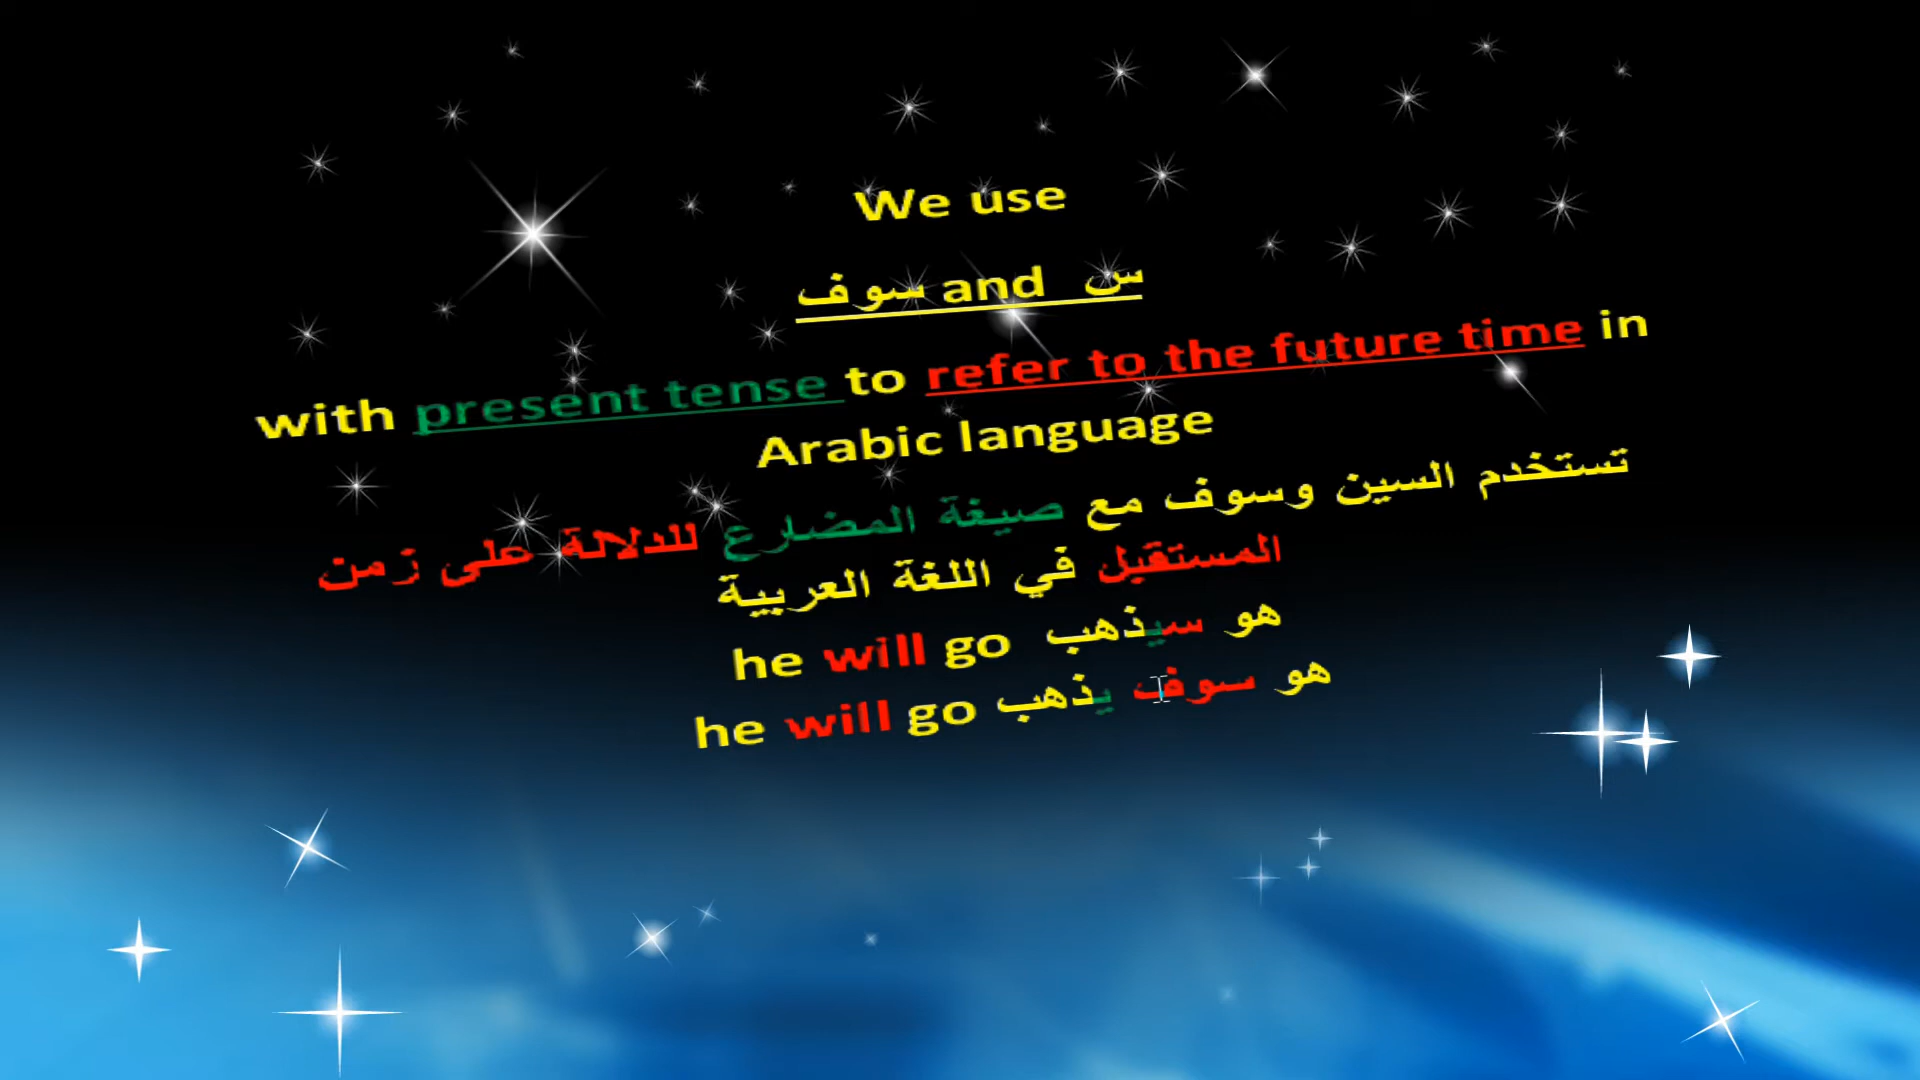 We use
سوف and س
with present tense to refer to the future time in
Arabic language
تستخدم السين وسوف مع صيغة المضارع للدلالة على زمن
المستقبل في اللغة العربية
he will go هو سيذهب
he will go هو سوف يذهب